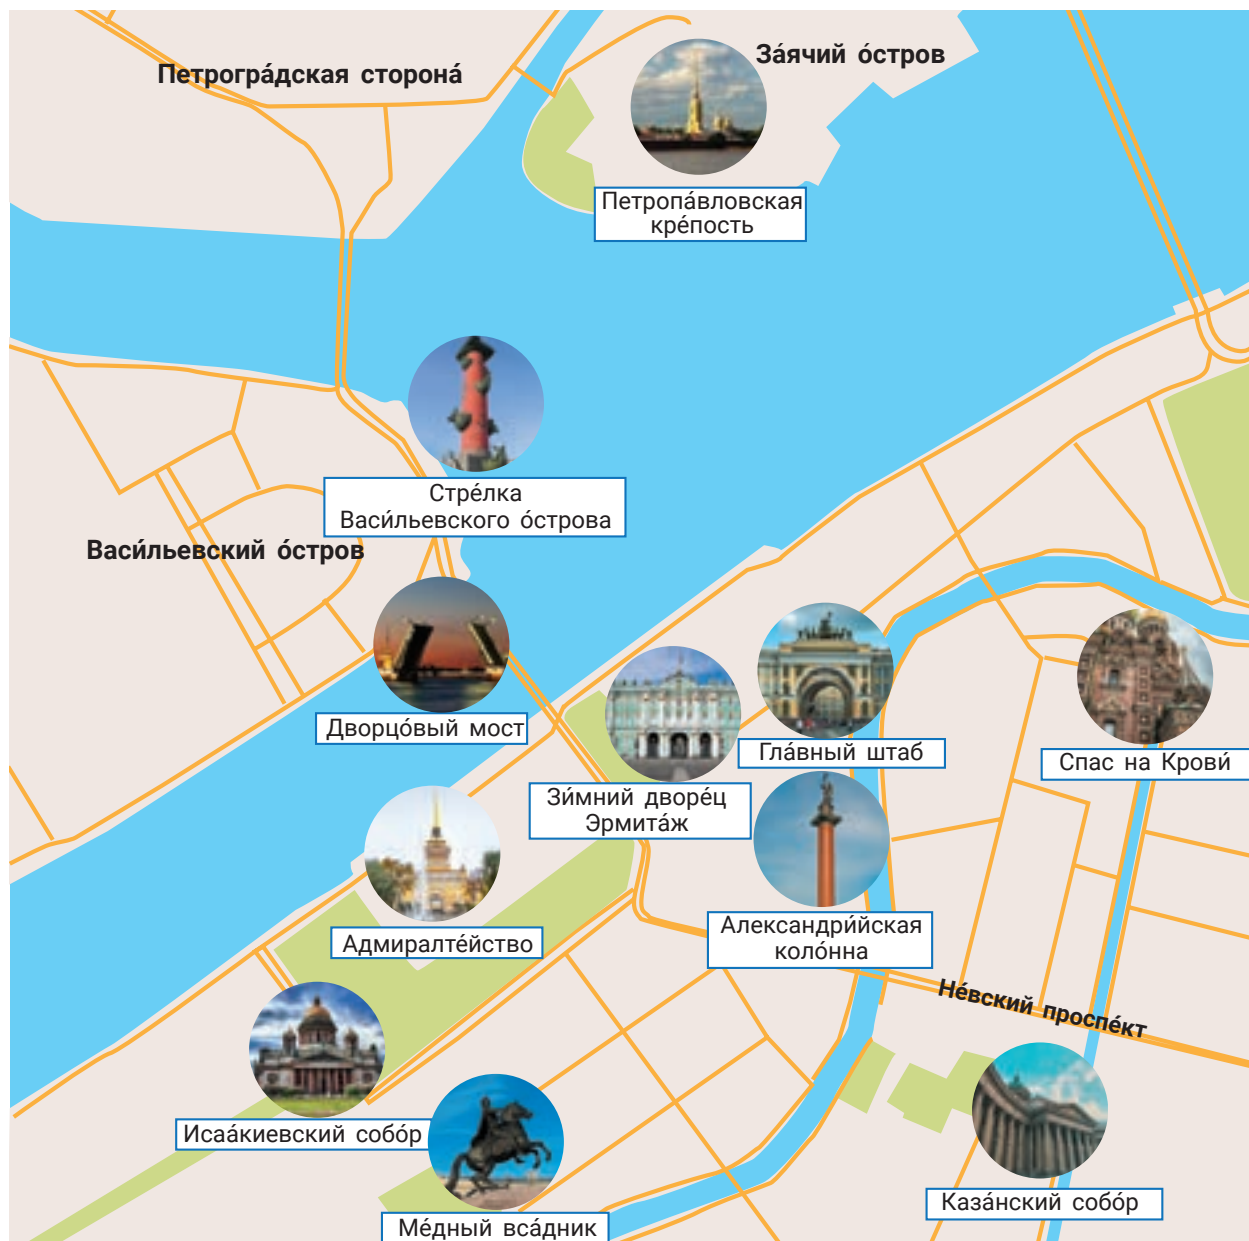 За́ячий о́стров
Петрогра́дская сторона́
Петропа́вловская
кре́пость
Стре́лка
Васи́льевского о́строва
Васи́льевский о́стров
Дворцо́вый мост
Гла́вный штаб
Спас на Крови́
Зи́мний дворе́ц
Эрмита́ж
Адмиралте́йство
Александри́йская
коло́нна
Не́вский проспе́кт
Исаа́киевский собо́р
Каза́нский собо́р
Ме́дный вса́дник